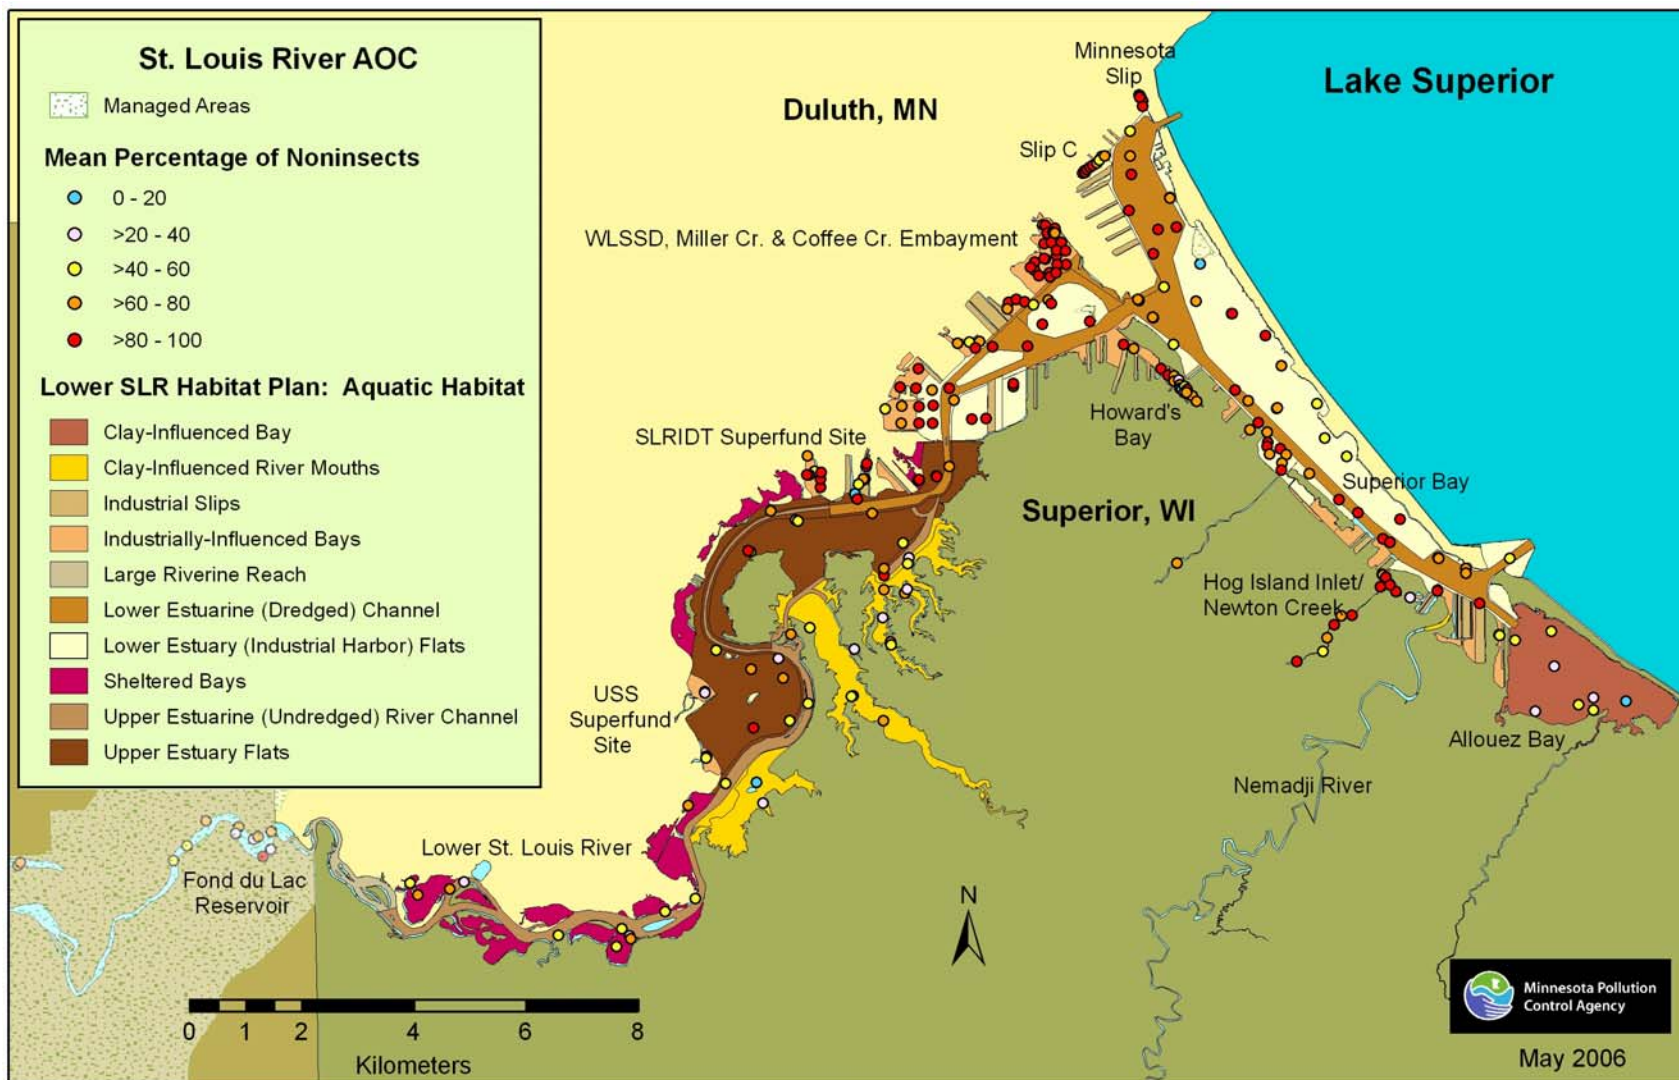 St. Louis River AOC
Managed Areas
Mean Percentage of Noninsects
0 - 20
>20 - 40
>40 - 60
>60 - 80
>80 - 100
Lower SLR Habitat Plan: Aquatic Habitat
Clay-Influenced Bay
Clay-Influenced River Mouths
Industrial Slips
Industrially-Influenced Bays
Large Riverine Reach
Lower Estuarine (Dredged) Channel
Lower Estuary (Industrial Harbor) Flats
Sheltered Bays
Upper Estuarine (Undredged) River Channel
Upper Estuary Flats
Minnesota
Slip
Lake Superior
Duluth, MN
Slip C
WLSSD, Miller Cr. & Coffee Cr. Embayment
Howard's
Bay
SLRIDT Superfund Site
Superior Bay
Superior, WI
Hog Island Inlet/
Newton Creek
USS
Superfund
Site
Allouez Bay
Nemadji River
Lower St. Louis River
Fond du Lac
Reservoir
N
0 1 2 4 6 8
Kilometers
Minnesota Pollution
Control Agency
May 2006